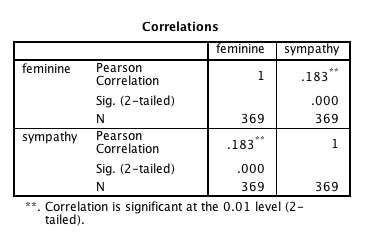 Correlations
feminine sympathy
feminine Pearson Correlation 1 .183**
Sig. (2-tailed) .000
N 369 369
sympathy Pearson Correlation .183** 1
Sig. (2-tailed) .000
N 369 369
**. Correlation is significant at the 0.01 level (2-
tailed).